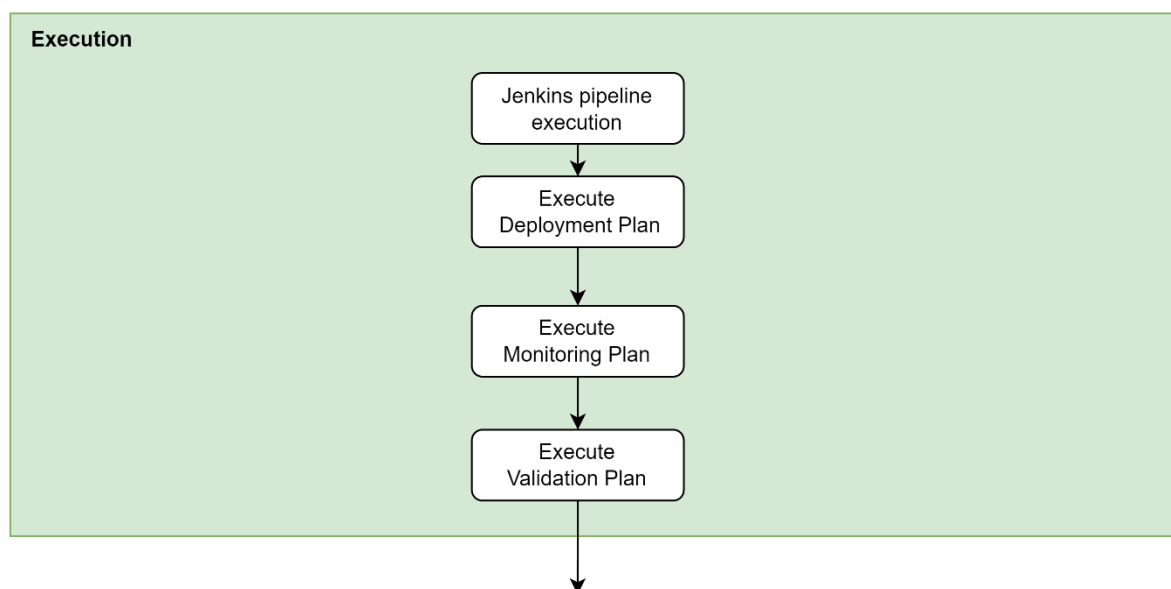 Execution
Jenkins pipeline
execution
Execute
Deployment Plan
Execute
Monitoring Plan
Execute
Validation Plan